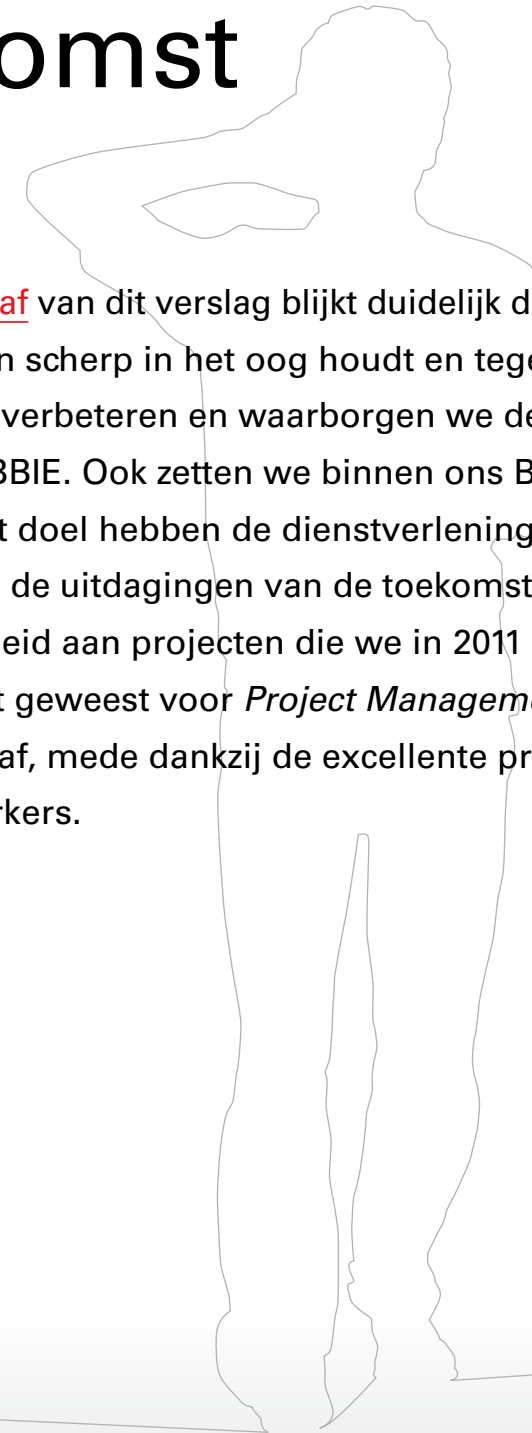 omst
af van dit verslag blijkt duidelijk d
n scherp in het oog houdt en tege
verbeteren en waarborgen we de
BBIE. Ook zetten we binnen ons B
t doel hebben de dienstverlening
de uitdagingen van de toekomst
eid aan projecten die we in 2011
t geweest voor Project Manageme
af, mede dankzij de excellente pr
rkers.